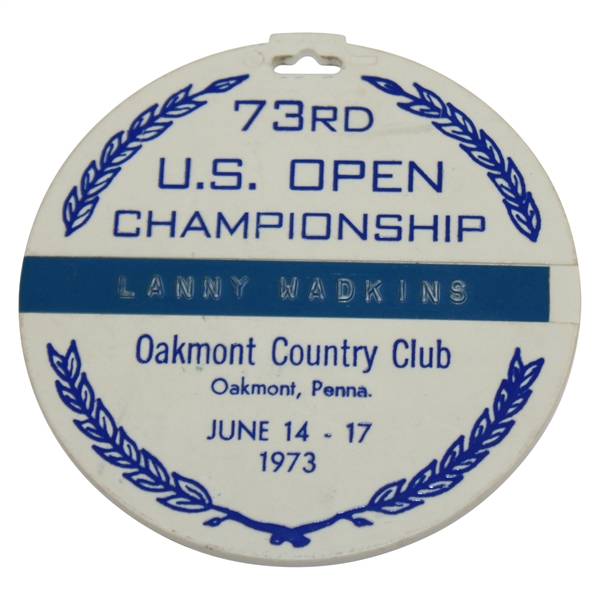 73RD
U.S. OPEN
CHAMPIONSHIP
LANNY WADKINS
Oakmont Country Club
Oakmont, Penna.
JUNE 14 - 17
1973